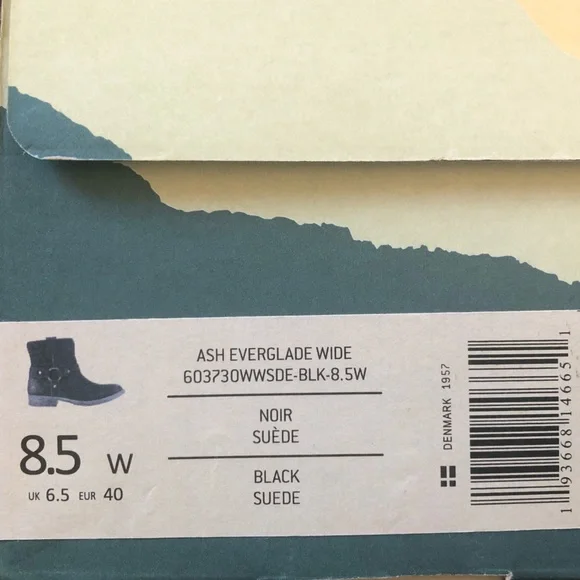 ASH EVERGLADE WIDE
603730WWSDE-BLK-8.5W
NOIR
SUÈDE
BLACK
SUEDE
8.5 W
UK 6.5 EUR 40
DENMARK 1957
1 93668 14665 1